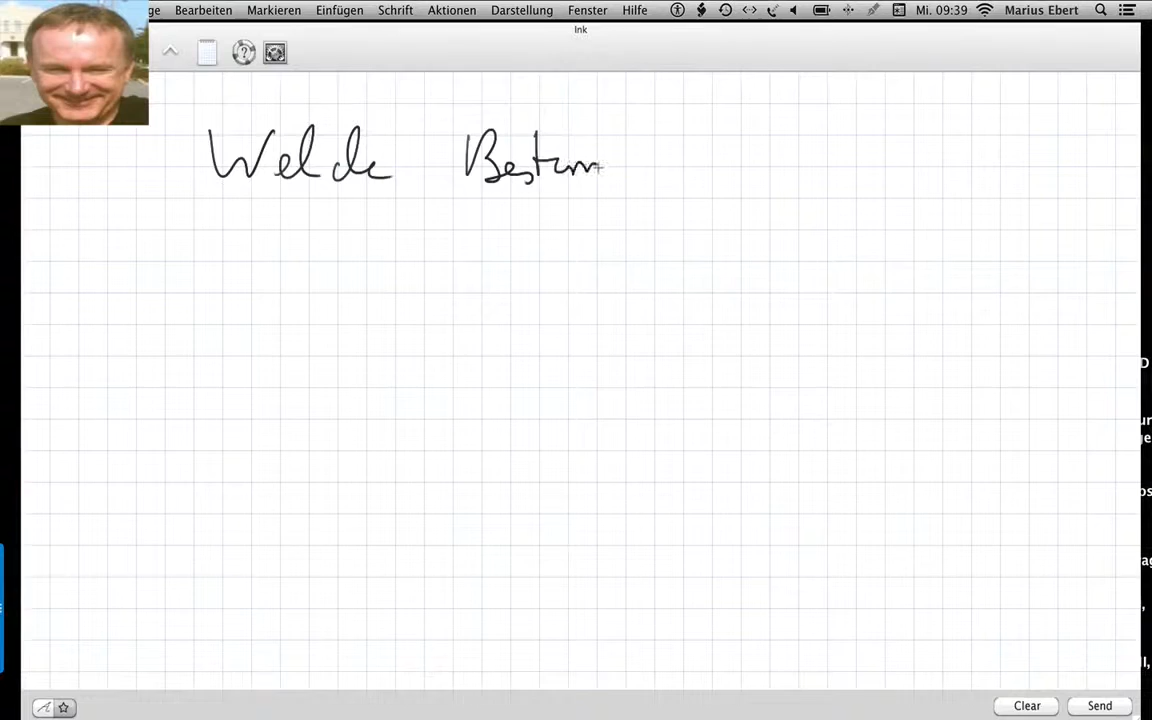 ge Bearbeiten Markieren Einfügen Schrift Aktionen Darstellung Fenster Hilfe Mi. 09:39 Marius Ebert
Ink
Welche Bestim
Clear Send